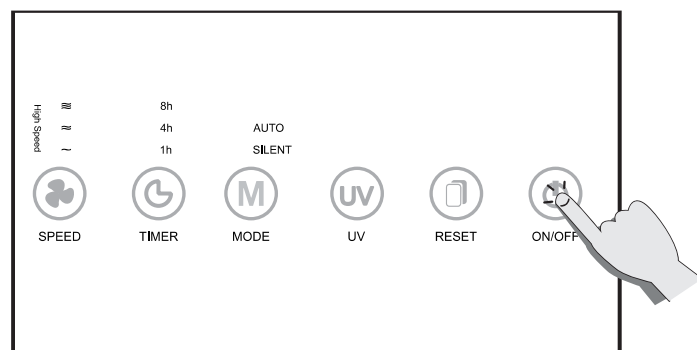 High Speed
≋
≈
~
8h
4h
1h
AUTO
SILENT
M
UV
SPEED
TIMER
MODE
UV
RESET
ON/OFF